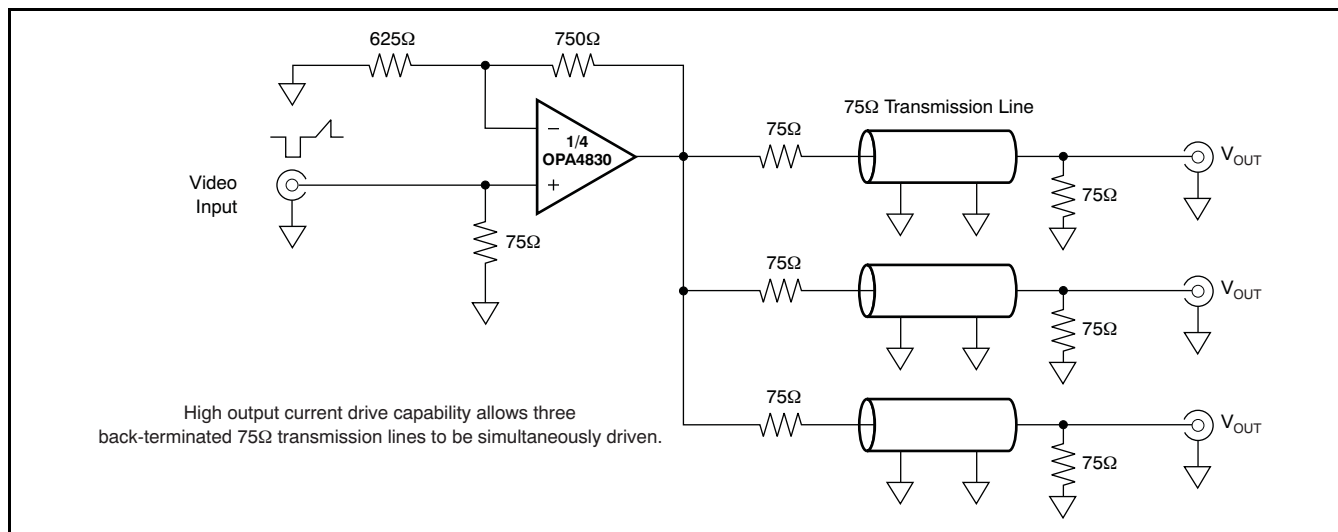 625Ω
750Ω
75Ω Transmission Line
1/4
OPA4830
−
+
Video
Input
75Ω
75Ω
75Ω
V_OUT
75Ω
75Ω
V_OUT
75Ω
75Ω
V_OUT
High output current drive capability allows three
back-terminated 75Ω transmission lines to be simultaneously driven.